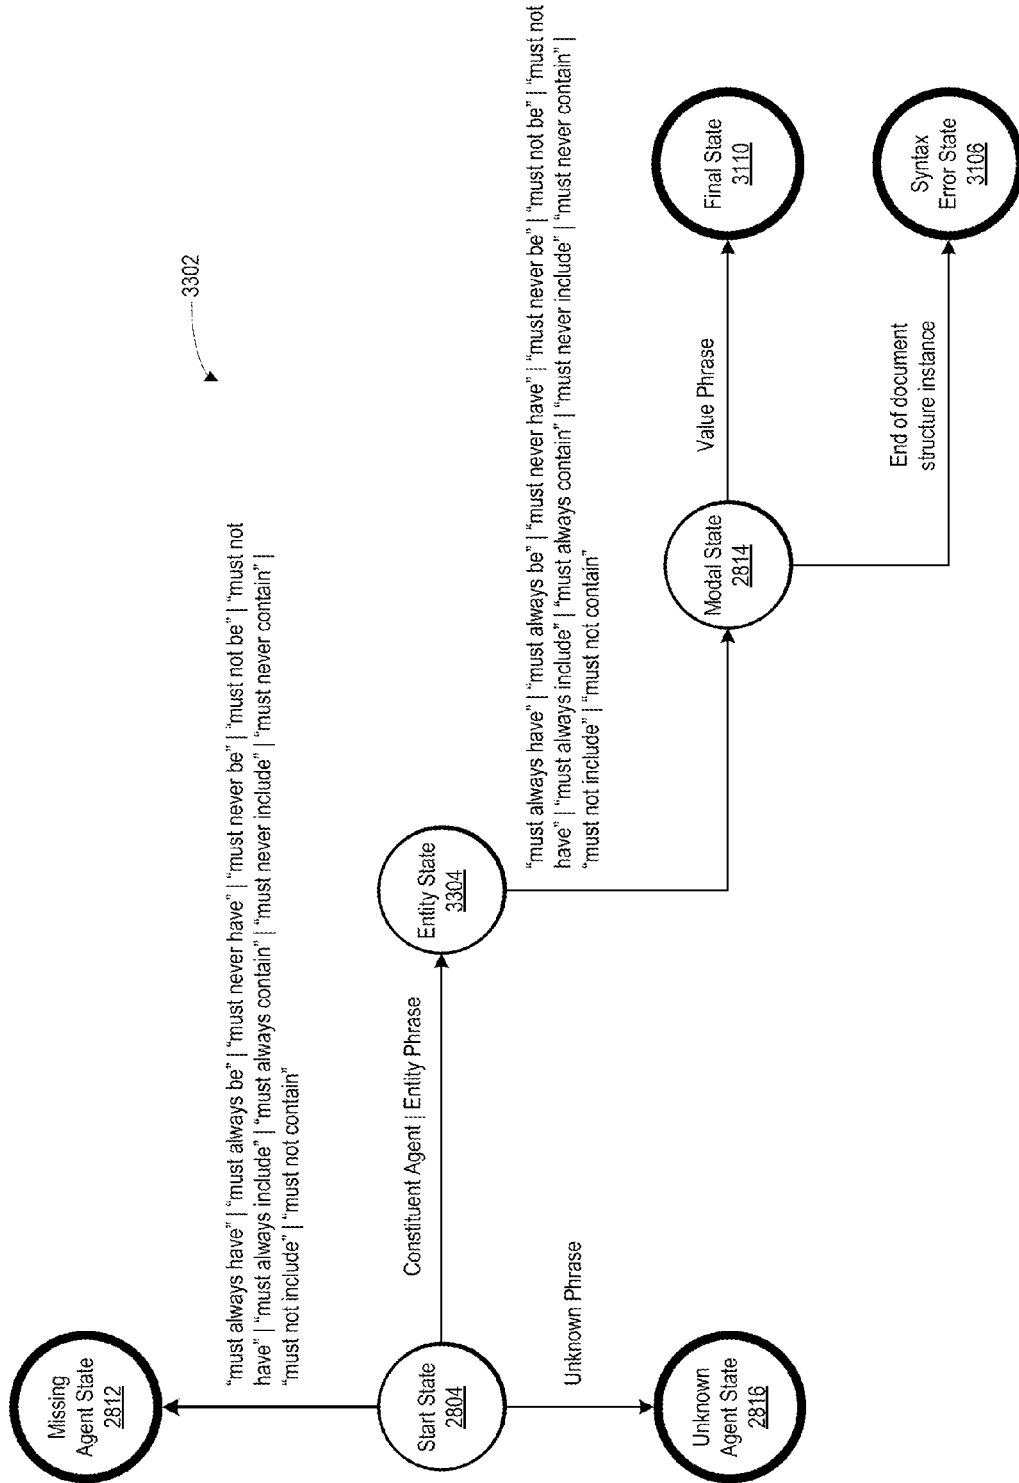 Missing
Agent State
2812
"must always have" | "must always be" | "must never have" | "must never be" | "must not be" | "must not
have" | "must always include" | "must always contain" | "must never include" | "must never contain" |
"must not include" | "must not contain"
3302
Start State
2804
Constituent Agent | Entity Phrase
Entity State
3304
"must always have" | "must always be" | "must never have" | "must never be" | "must not be" | "must not
have" | "must always include" | "must always contain" | "must never include" | "must never contain" |
"must not include" | "must not contain"
Unknown Phrase
Unknown
Agent State
2816
Modal State
2814
Value Phrase
Final State
3110
End of document
structure instance
Syntax
Error State
3106